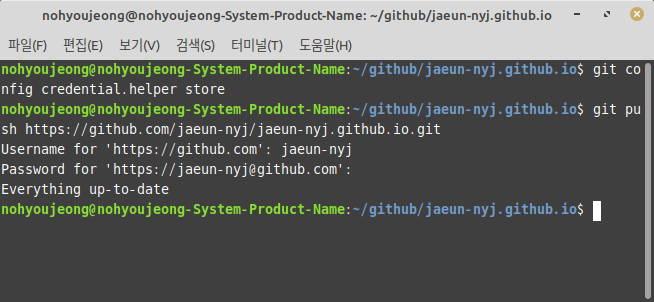 nohyoujeong@nohyoujeong-System-Product-Name: ~/github/jaeun-nyj.github.io
파일(F) 편집(E) 보기(V) 검색(S) 터미널(T) 도움말(H)
nohyoujeong@nohyoujeong-System-Product-Name:~/github/jaeun-nyj.github.io$ git co
nfig credential.helper store
nohyoujeong@nohyoujeong-System-Product-Name:~/github/jaeun-nyj.github.io$ git pu
sh https://github.com/jaeun-nyj/jaeun-nyj.github.io.git
Username for 'https://github.com': jaeun-nyj
Password for 'https://jaeun-nyj@github.com':
Everything up-to-date
nohyoujeong@nohyoujeong-System-Product-Name:~/github/jaeun-nyj.github.io$